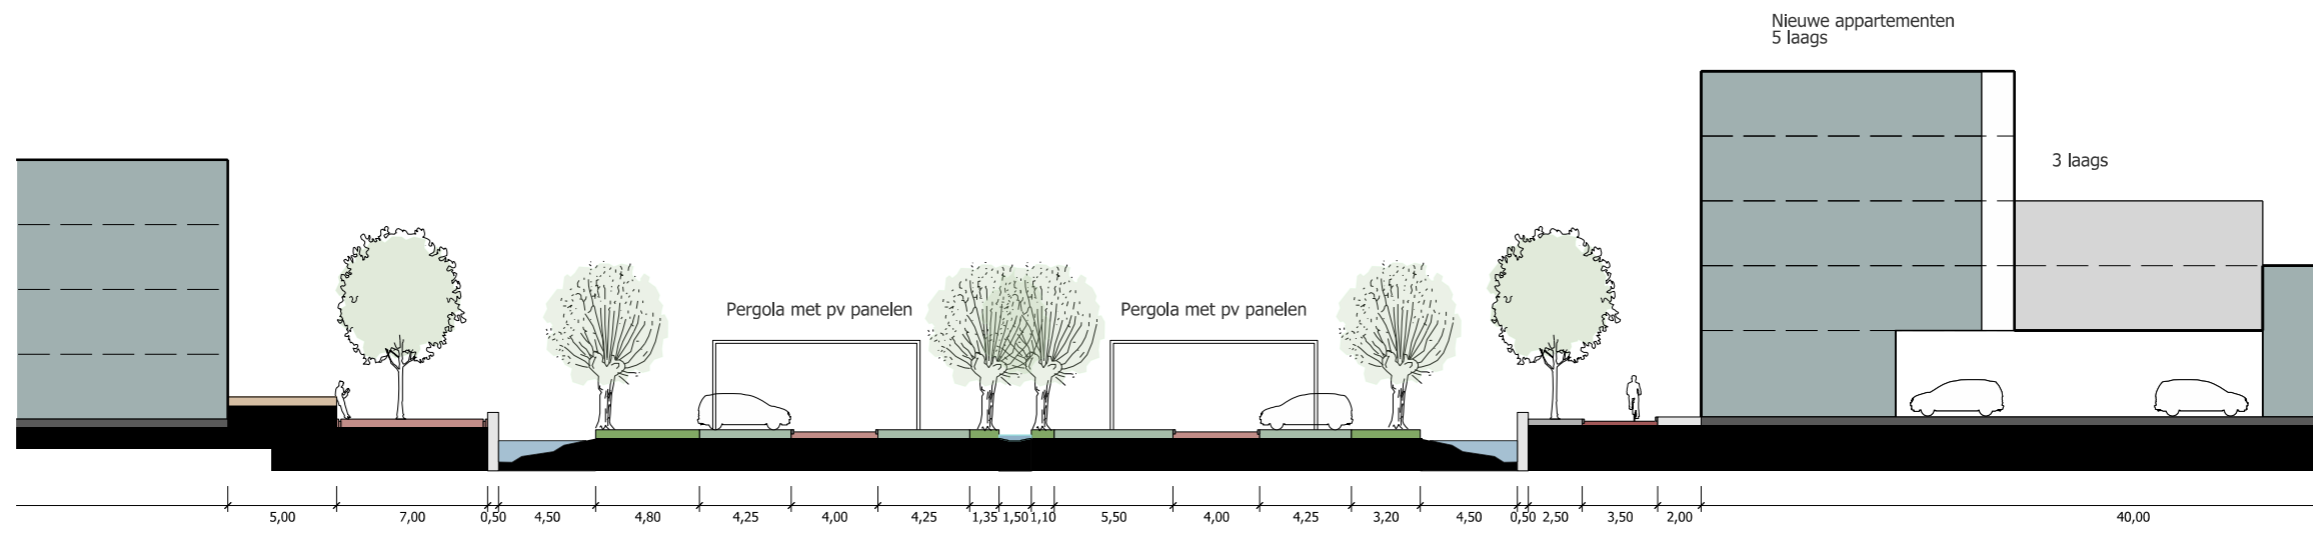 Nieuwe appartementen
5 laags
3 laags
Pergola met pv panelen
Pergola met pv panelen
5,00 7,00 0,50 4,50 4,80 4,25 4,00 4,25 1,35 1,50 1,10 5,50 4,00 4,25 3,20 4,50 0,50 2,50 3,50 2,00 40,00